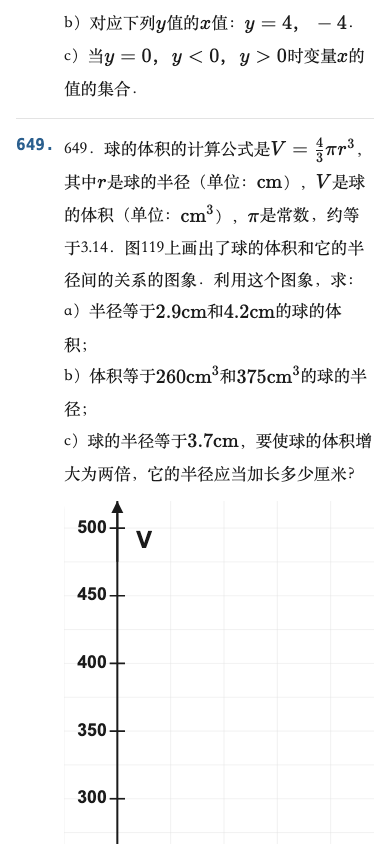 b）对应下列y值的x值：y = 4， −4．
c）当y = 0，y < 0，y > 0时变量x的
值的集合．
649. 649．球的体积的计算公式是V = 4/3πr³，
其中r是球的半径（单位：cm），V是球
的体积（单位：cm³），π是常数，约等
于3.14．图119上画出了球的体积和它的半
径间的关系的图象．利用这个图象，求：
a）半径等于2.9cm和4.2cm的球的体
积；
b）体积等于260cm³和375cm³的球的半
径；
c）球的半径等于3.7cm，要使球的体积增
大为两倍，它的半径应当加长多少厘米？
500
V
450
400
350
300